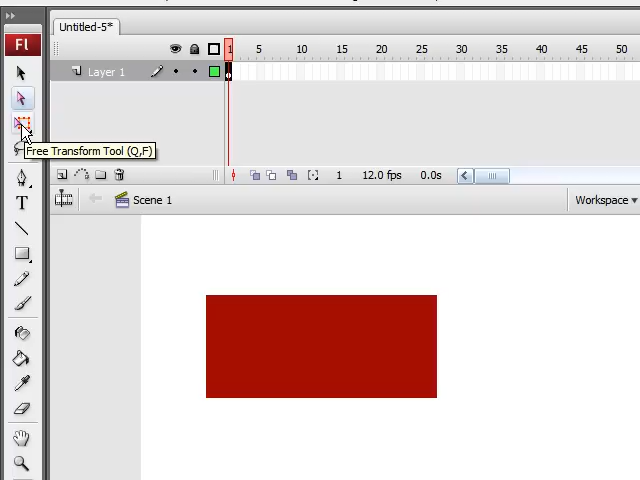 Untitled-5*
Fl
1 5 10 15 20 25 30 35 40 45 50
Layer 1
Free Transform Tool (Q,F)
1 12.0 fps 0.0s
Scene 1
Workspace
T